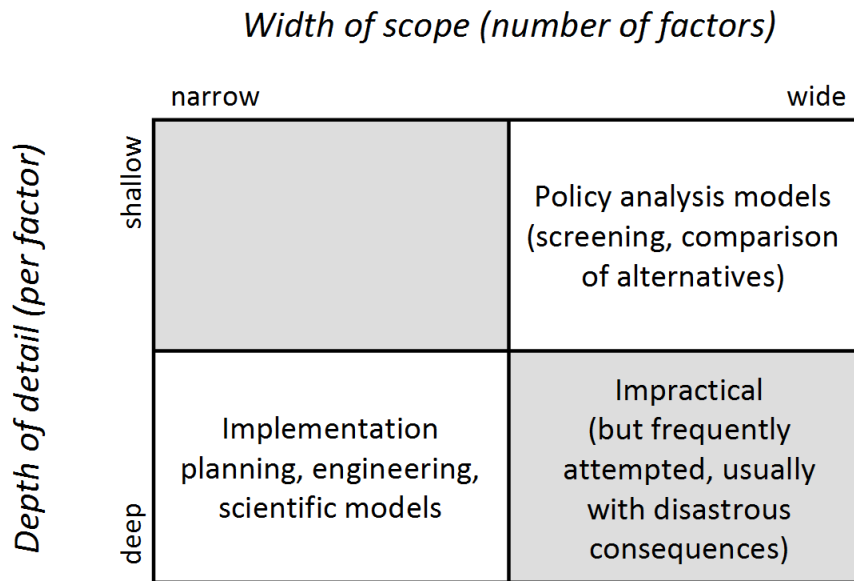 Width of scope (number of factors)
narrow
wide
Depth of detail (per factor)
shallow
Policy analysis models
(screening, comparison
of alternatives)
deep
Implementation
planning, engineering,
scientific models
Impractical
(but frequently
attempted, usually
with disastrous
consequences)